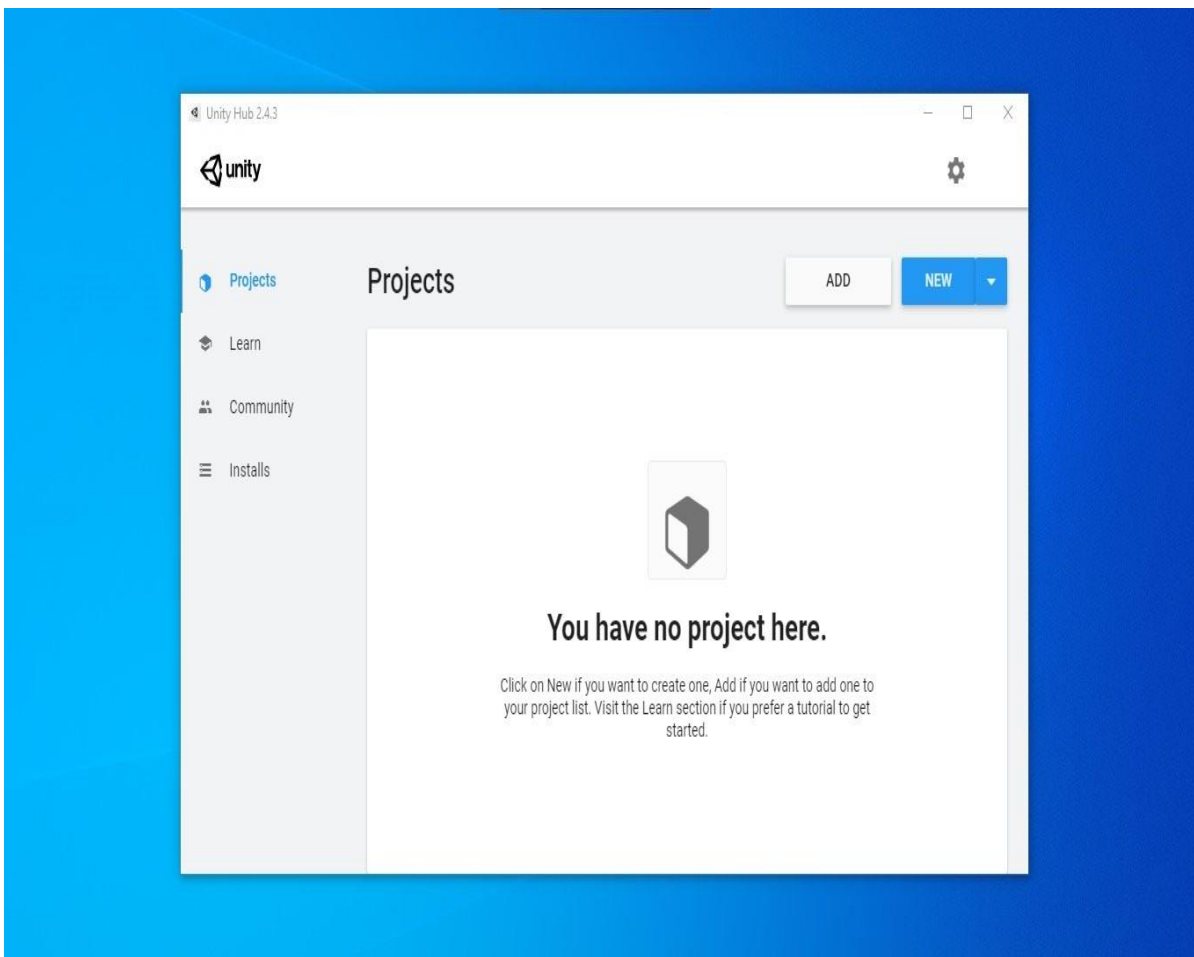 Unity Hub 2.4.3
unity
Projects
Learn
Community
Installs
Projects
ADD
NEW
You have no project here.
Click on New if you want to create one, Add if you want to add one to
your project list. Visit the Learn section if you prefer a tutorial to get
started.